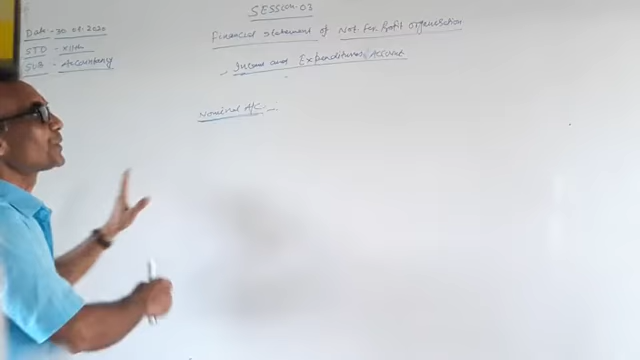 SESSION-03
Date - 30.08.2020
Financial statement of Not For Profit Organisation
STD - XIIth
Income and Expenditure Account
SUB - Accountancy
Nominal A/C -